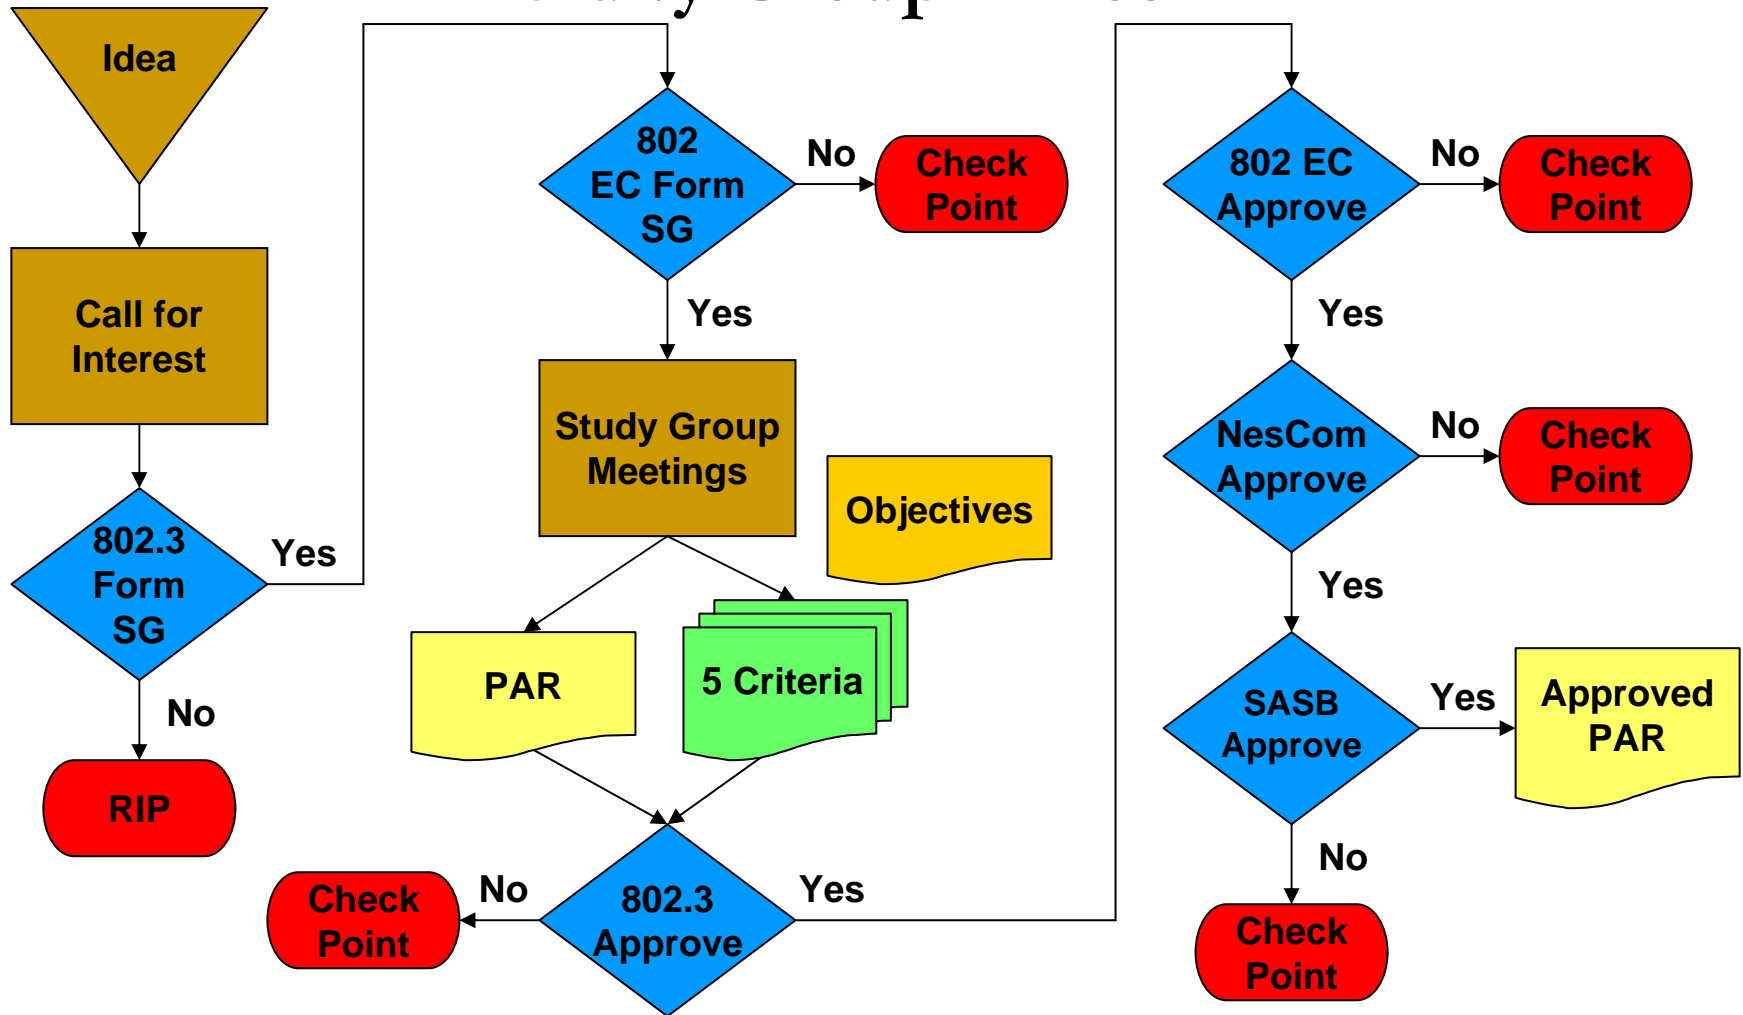 Idea
Call for
Interest
802.3
Form
SG
Yes
No
RIP
802
EC Form
SG
No
Check
Point
Yes
Study Group
Meetings
Objectives
PAR
5 Criteria
802.3
Approve
No
Check
Point
Yes
802 EC
Approve
No
Check
Point
Yes
NesCom
Approve
No
Check
Point
Yes
SASB
Approve
Yes
Approved
PAR
No
Check
Point